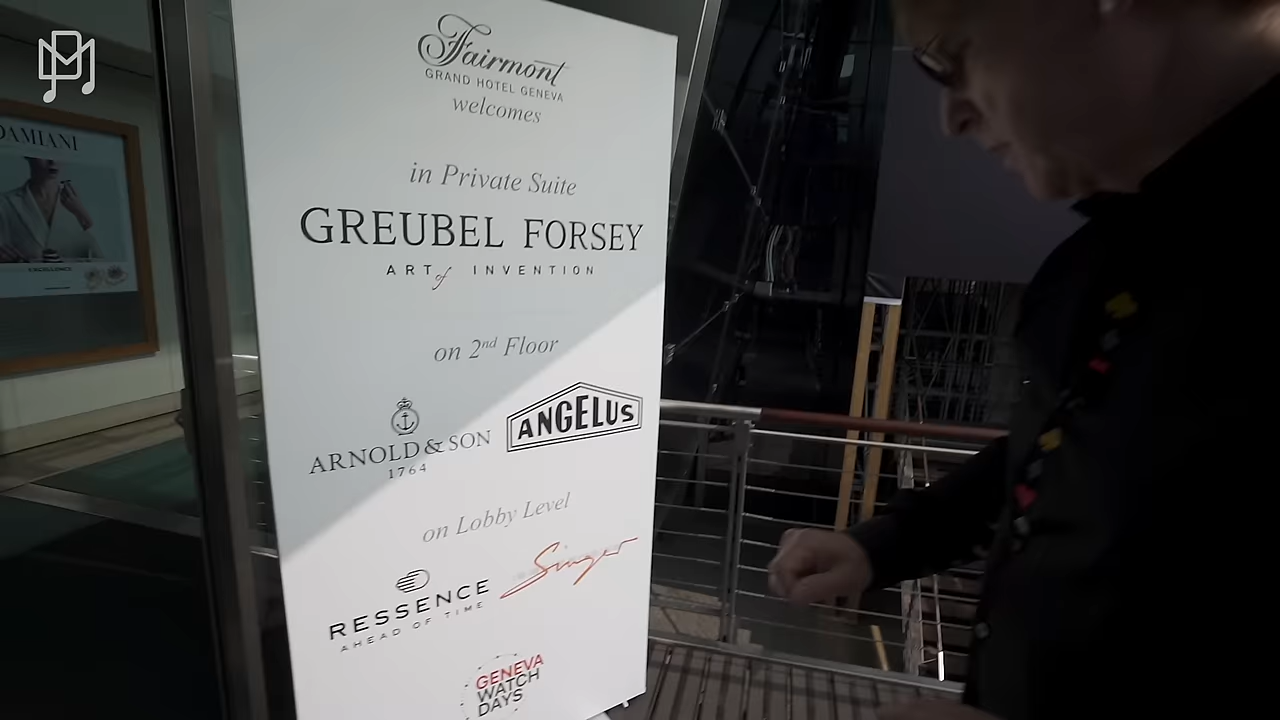 DAMIANI
EXCELLENCE
Fairmont
GRAND HOTEL GENEVA
welcomes
in Private Suite
GREUBEL FORSEY
ART of INVENTION
on 2nd Floor
ARNOLD & SON
1764
ANGELUS
on Lobby Level
RESSENCE
AHEAD OF TIME
Singer
GENEVA
WATCH
DAYS